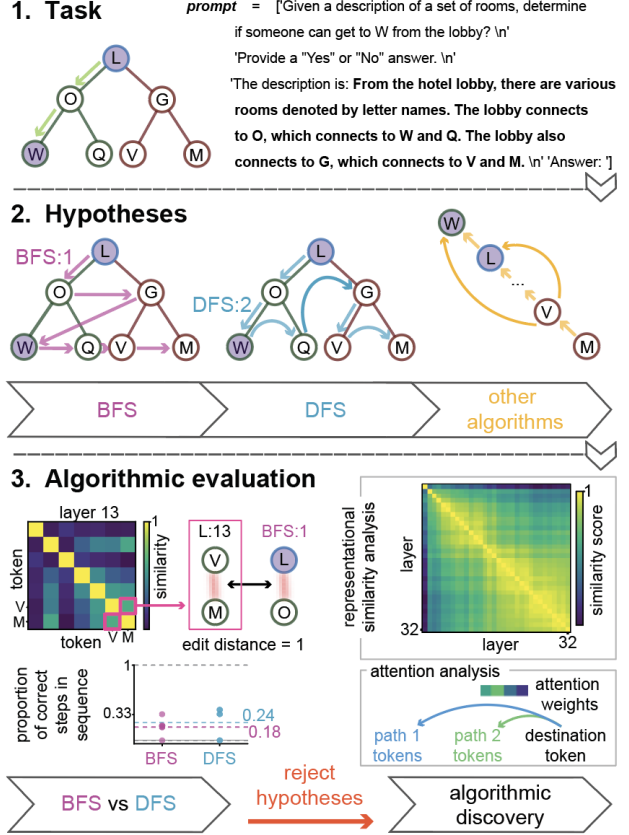 1. Task
prompt = ['Given a description of a set of rooms, determine
if someone can get to W from the lobby? \n'
'Provide a "Yes" or "No" answer. \n'
'The description is: From the hotel lobby, there are various
rooms denoted by letter names. The lobby connects
to O, which connects to W and Q. The lobby also
connects to G, which connects to V and M. \n' 'Answer: ']
L
O G
W Q V M
2. Hypotheses
BFS:1
L
O G
W Q V M
DFS:2
L
O G
W Q V M
W
L
...
V
M
BFS
DFS
other
algorithms
3. Algorithmic evaluation
layer 13
token
V
M
token V M
1
similarity
L:13
V
M
BFS:1
L
O
edit distance = 1
representational
similarity analysis
layer
32
layer
32
1
similarity score
proportion
of correct
steps in
sequence
1
0.33
0.24
0.18
BFS DFS
attention analysis
attention
weights
path 1
tokens
path 2
tokens
destination
token
BFS vs DFS
reject
hypotheses
algorithmic
discovery